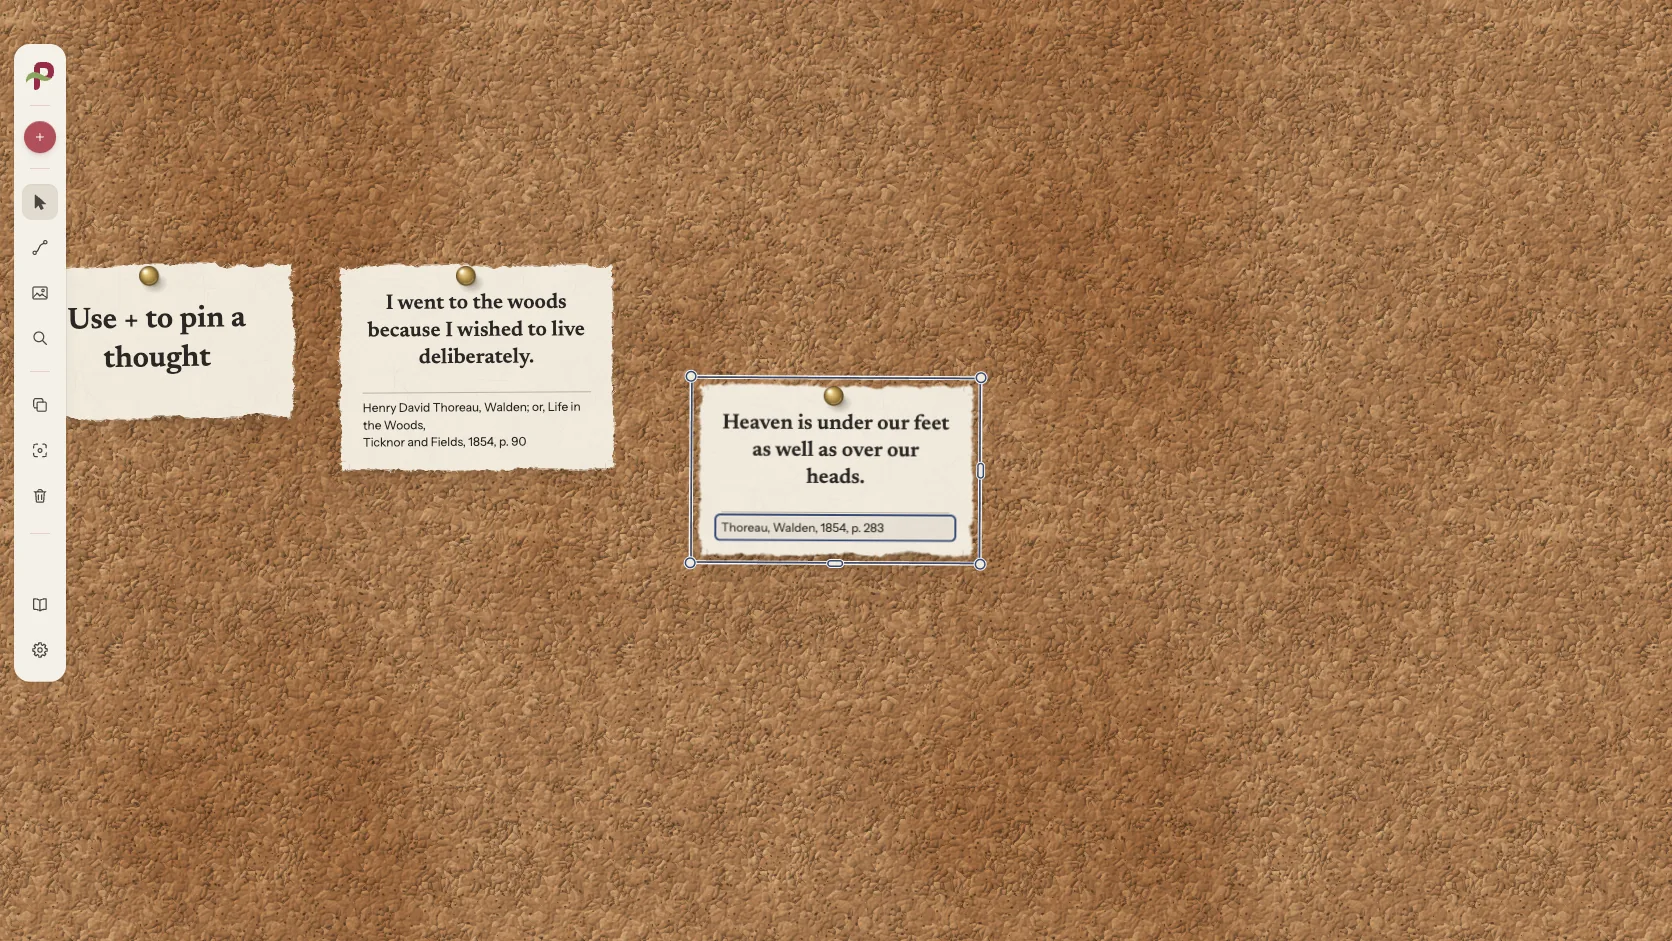 Use + to pin a
thought
I went to the woods
because I wished to live
deliberately.
Henry David Thoreau, Walden; or, Life in
the Woods,
Ticknor and Fields, 1854, p. 90
Heaven is under our feet
as well as over our
heads.
Thoreau, Walden, 1854, p. 283